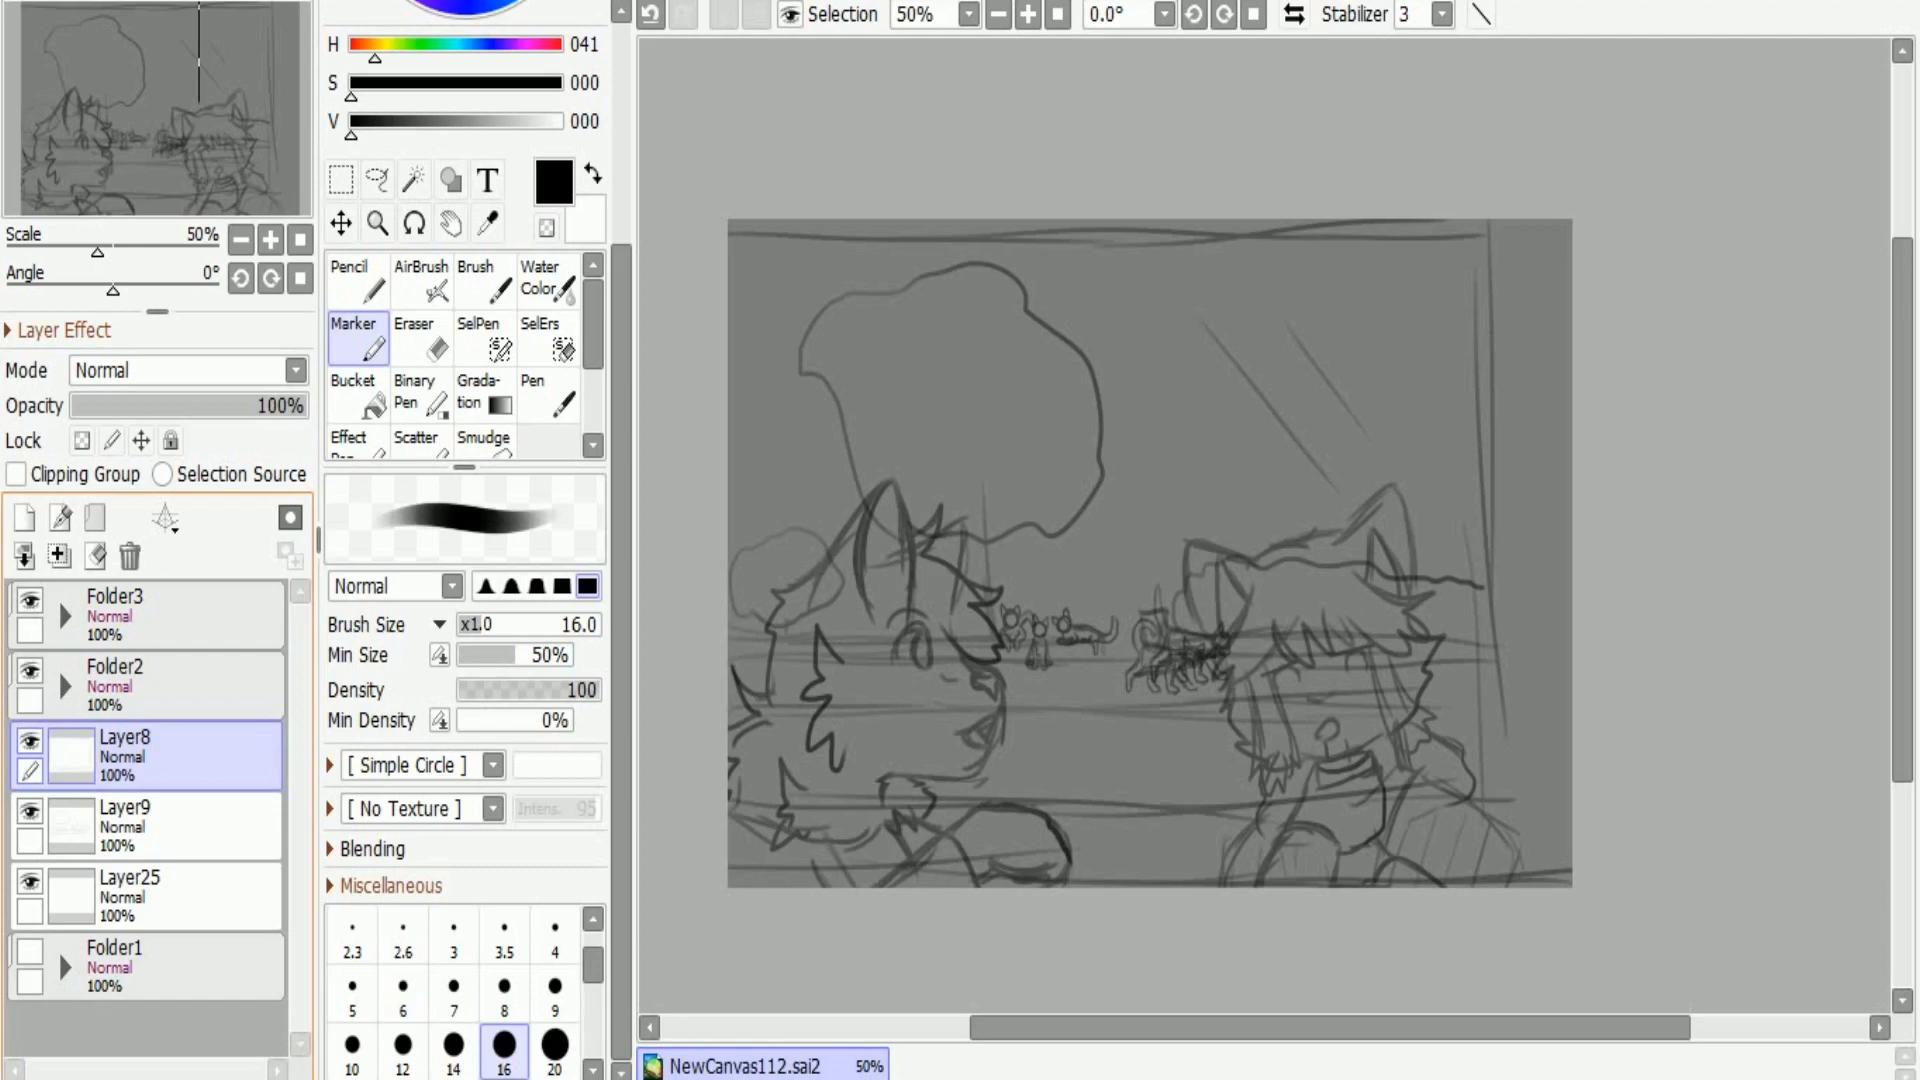 Selection
50%
0.0°
Stabilizer
3
H
041
S
000
V
000
T
Scale
50%
Angle
0°
Layer Effect
Mode
Normal
Opacity
100%
Lock
Clipping Group
Selection Source
Folder3
Normal
100%
Folder2
Normal
100%
Layer8
Normal
100%
Layer9
Normal
100%
Layer25
Normal
100%
Folder1
Normal
100%
Pencil
AirBrush
Brush
Water
Color
Marker
Eraser
SelPen
SelErs
Bucket
Binary
Pen
Grada-
tion
Pen
Effect
Pen
Scatter
Smudge
Normal
Brush Size
x1.0
16.0
Min Size
50%
Density
100
Min Density
0%
[ Simple Circle ]
[ No Texture ]
Intens.
95
Blending
Miscellaneous
2.3
2.6
3
3.5
4
5
6
7
8
9
10
12
14
16
20
NewCanvas112.sai2
50%